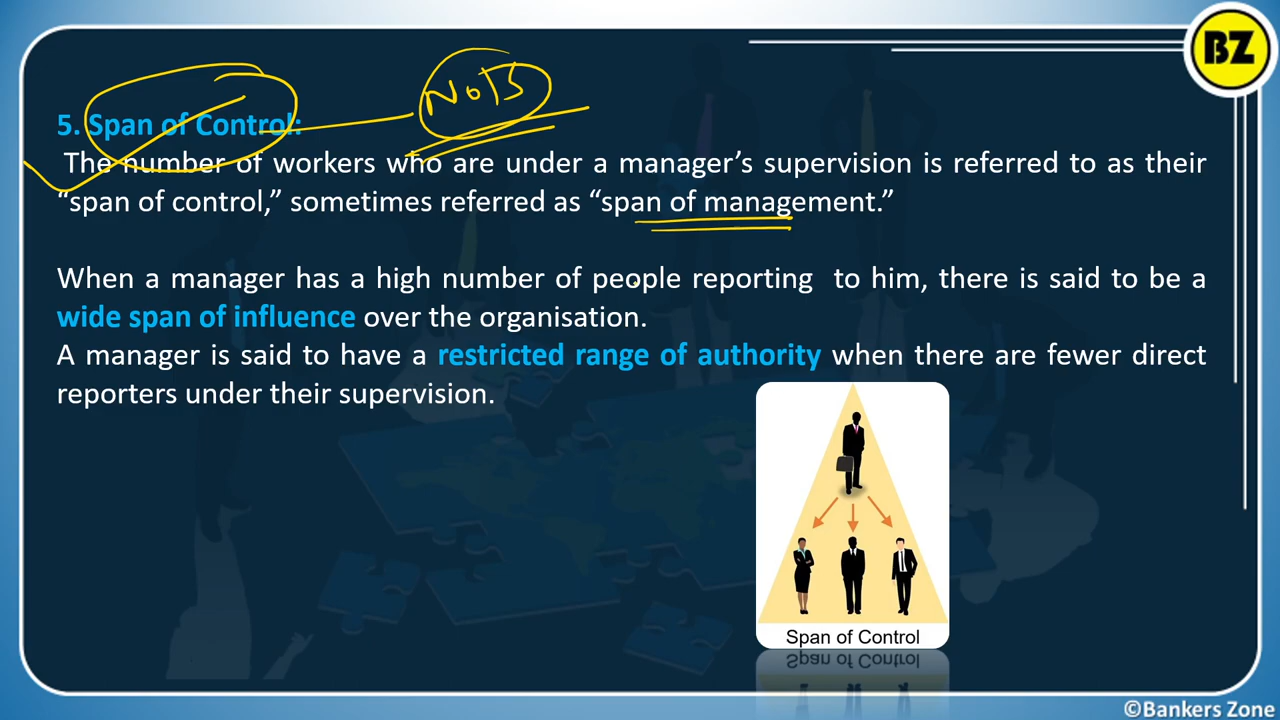 BZ
NOTS
5. Span of Control:
The number of workers who are under a manager’s supervision is referred to as their
“span of control,” sometimes referred as “span of management.”
When a manager has a high number of people reporting to him, there is said to be a
wide span of influence over the organisation.
A manager is said to have a restricted range of authority when there are fewer direct
reporters under their supervision.
Span of Control
©Bankers Zone